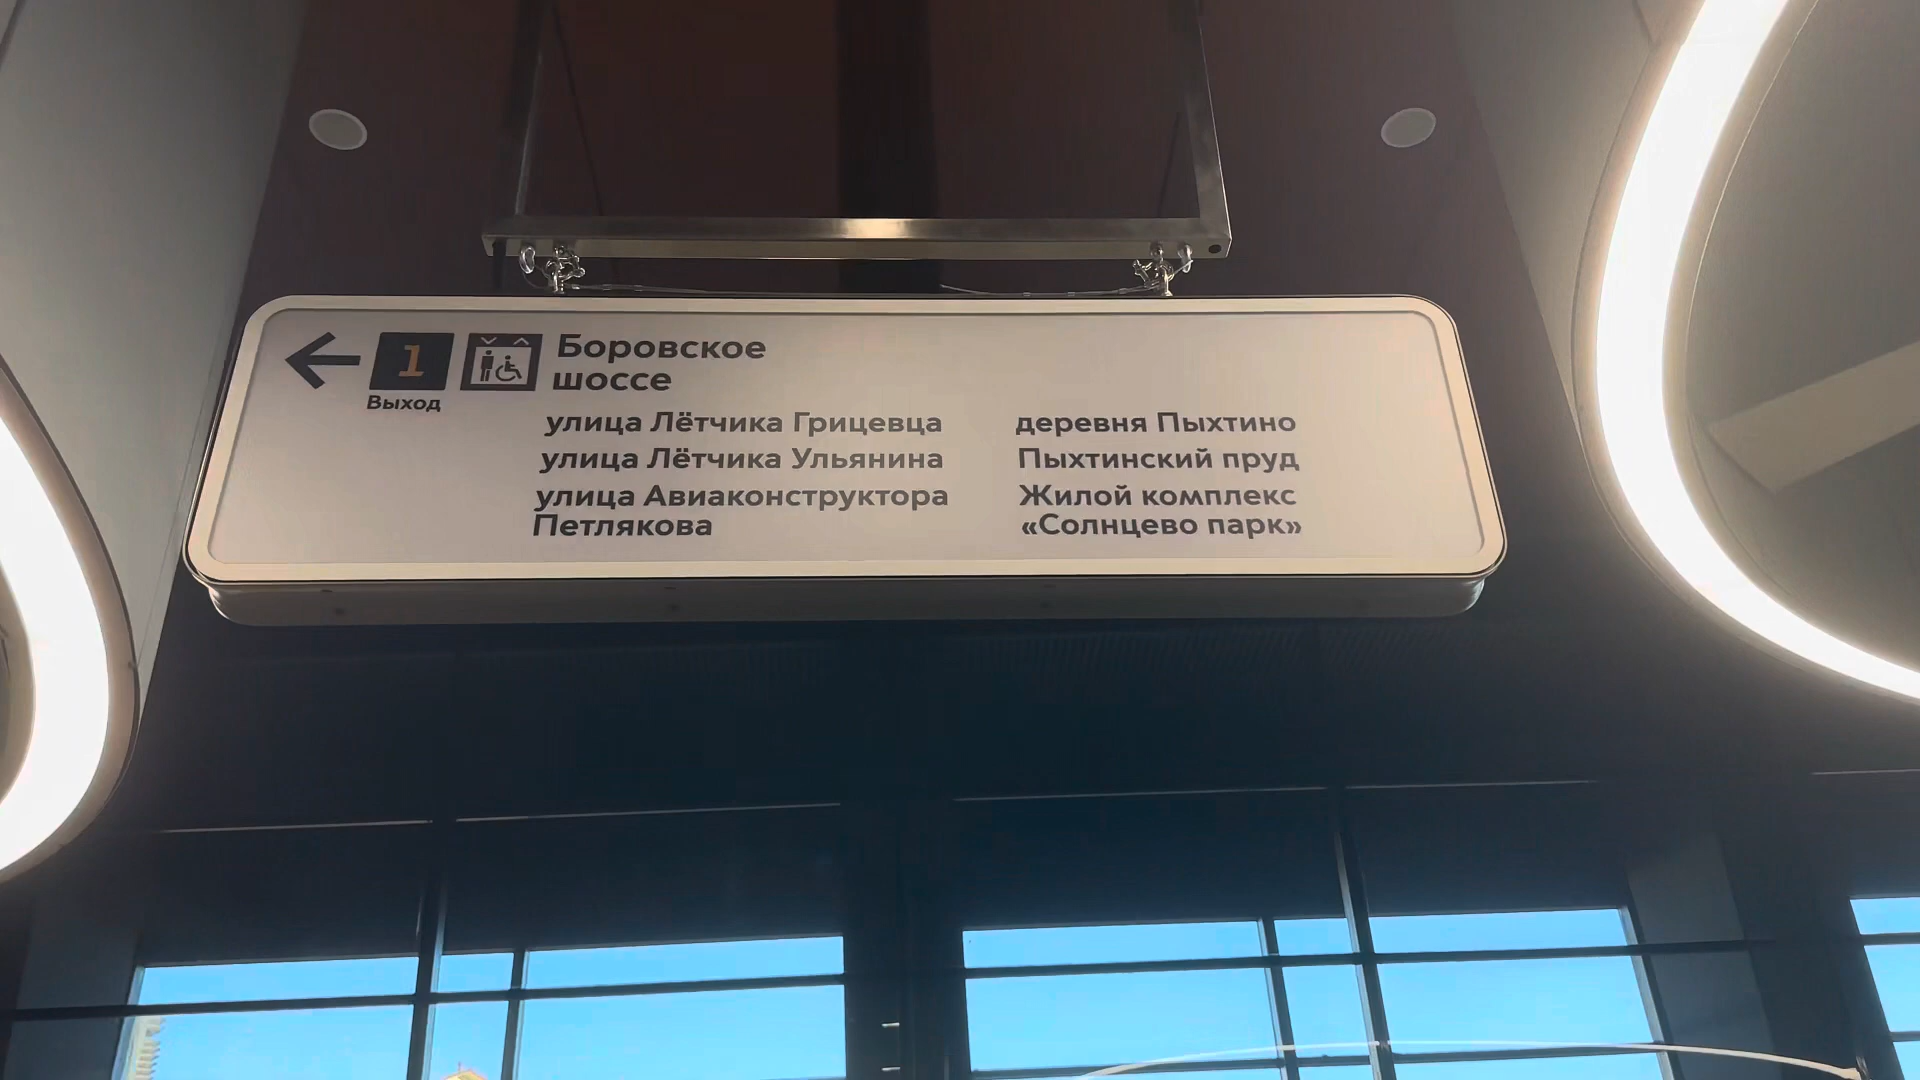 1
Выход
Боровское
шоссе
улица Лётчика Грицевца
улица Лётчика Ульянина
улица Авиаконструктора
Петлякова
деревня Пыхтино
Пыхтинский пруд
Жилой комплекс
«Солнцево парк»